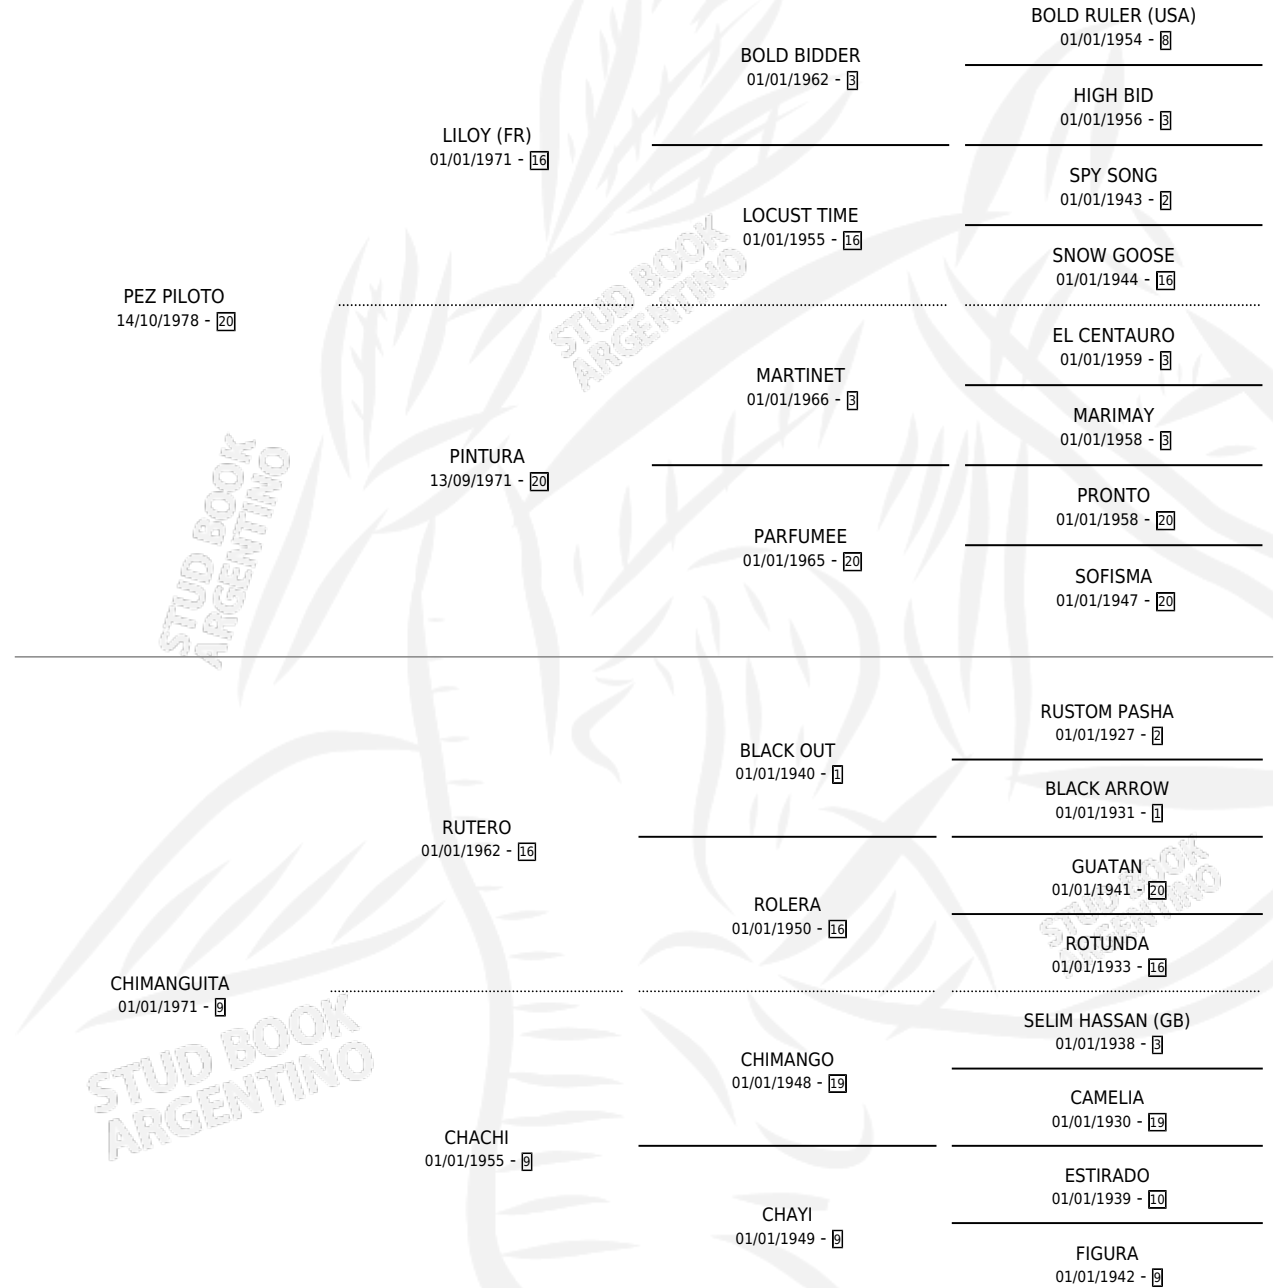 BOLD RULER (USA)
01/01/1954 - 8
BOLD BIDDER
01/01/1962 - 3
HIGH BID
01/01/1956 - 3
LILOY (FR)
01/01/1971 - 16
SPY SONG
01/01/1943 - 2
LOCUST TIME
01/01/1955 - 16
SNOW GOOSE
01/01/1944 - 16
PEZ PILOTO
14/10/1978 - 20
STUD BOOK
ARGENTINO
EL CENTAURO
01/01/1959 - 3
MARTINET
01/01/1966 - 3
MARIMAY
01/01/1958 - 3
PINTURA
13/09/1971 - 20
PRONTO
01/01/1958 - 20
PARFUMEE
01/01/1965 - 20
SOFISMA
01/01/1947 - 20
STUD BOOK
ARGENTINO
RUSTOM PASHA
01/01/1927 - 2
BLACK OUT
01/01/1940 - 1
BLACK ARROW
01/01/1931 - 1
RUTERO
01/01/1962 - 16
GUATAN
01/01/1941 - 20
ROLERA
01/01/1950 - 16
STUD BOOK
ARGENTINO
ROTUNDA
01/01/1933 - 16
CHIMANGUITA
01/01/1971 - 9
SELIM HASSAN (GB)
01/01/1938 - 3
CHIMANGO
01/01/1948 - 19
STUD BOOK
ARGENTINO
CAMELIA
01/01/1930 - 19
CHACHI
01/01/1955 - 9
ESTIRADO
01/01/1939 - 10
CHAYI
01/01/1949 - 9
FIGURA
01/01/1942 - 9